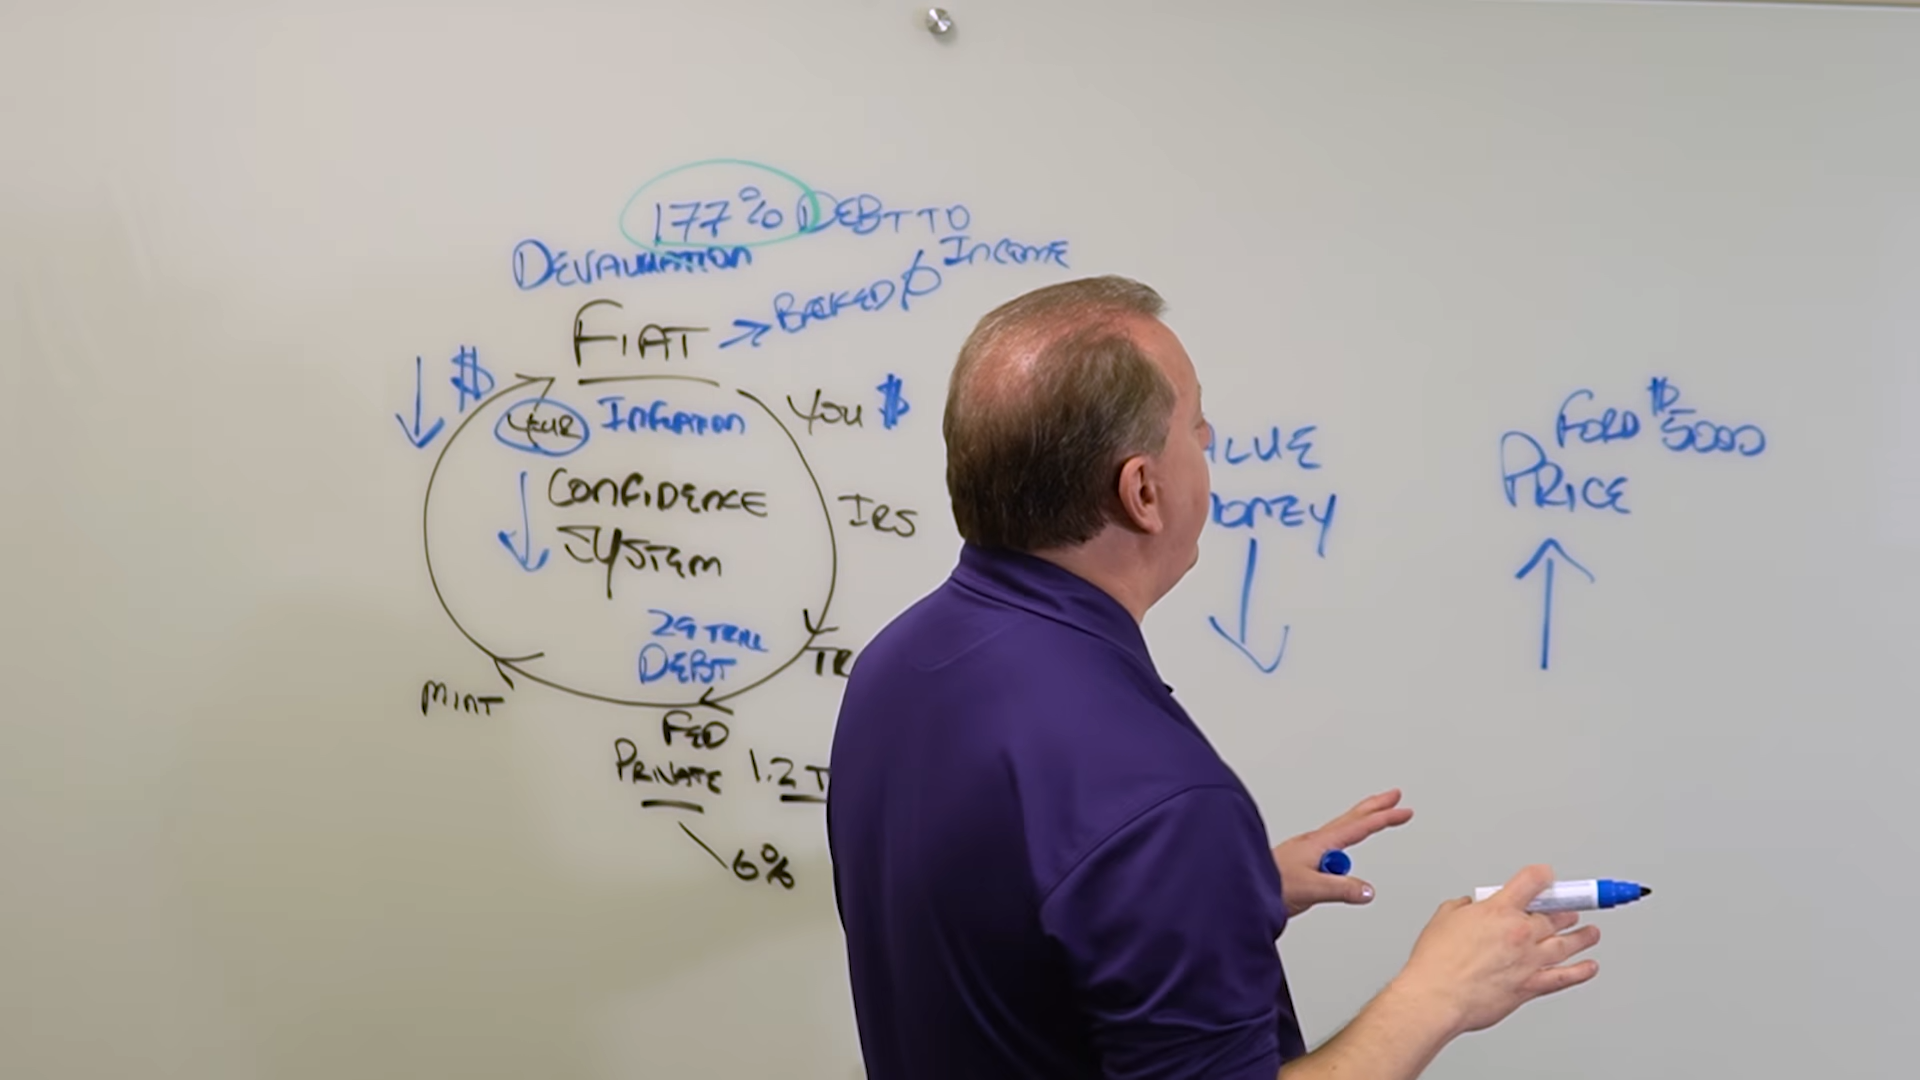 177% DEBT TO
INCOME
DEVALUATION
FIAT > BACKED Ø
↓ $
YOU $
YOUR INFLATION
↓ CONFIDENCE
SYSTEM
IRS
29 TRILL
DEBT
TR
MINT
FED
PRIVATE 1.2 T
6%
ALUE
ONEY
↓
FORD $5000
PRICE
↑